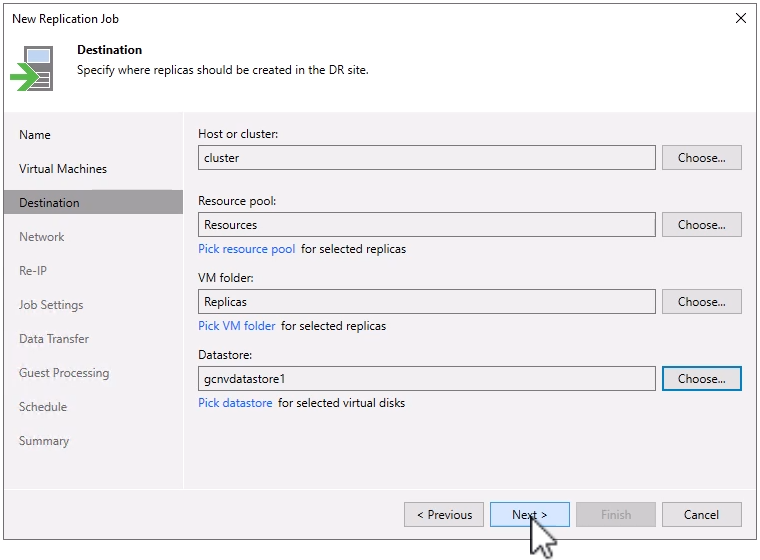 New Replication Job
Destination
Specify where replicas should be created in the DR site.
Name
Virtual Machines
Destination
Network
Re-IP
Job Settings
Data Transfer
Guest Processing
Schedule
Summary
Host or cluster:
cluster
Choose...
Resource pool:
Resources
Choose...
Pick resource pool for selected replicas
VM folder:
Replicas
Choose...
Pick VM folder for selected replicas
Datastore:
gcnvdatastore1
Choose...
Pick datastore for selected virtual disks
< Previous
Next >
Finish
Cancel